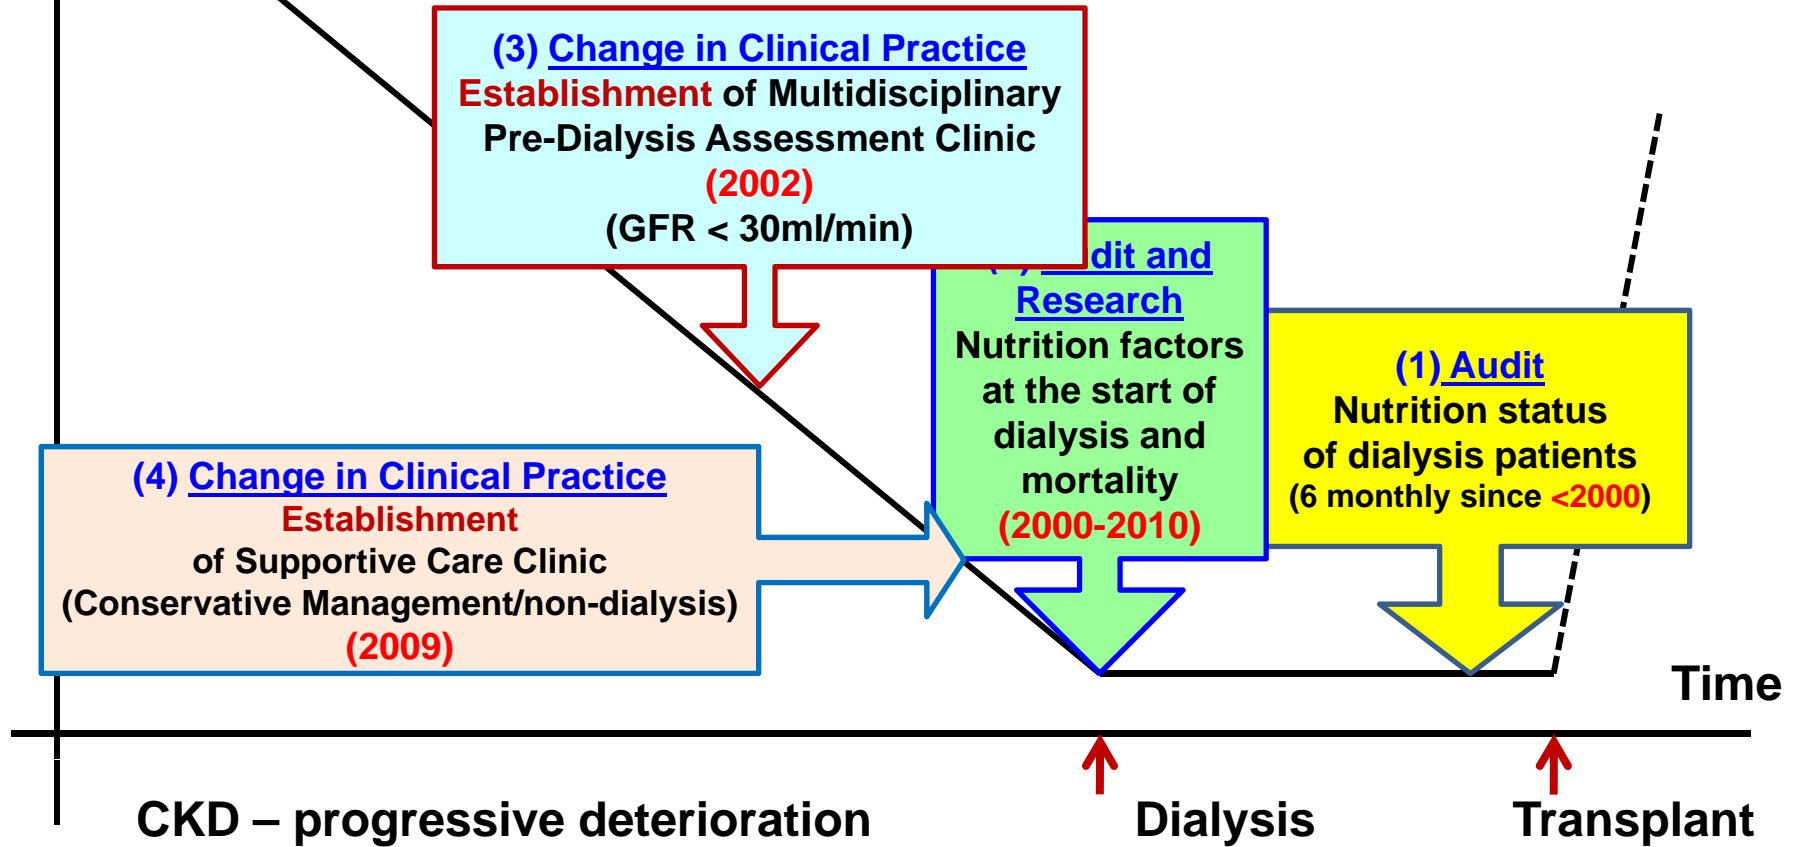 (3) Change in Clinical Practice
Establishment of Multidisciplinary
Pre-Dialysis Assessment Clinic
(2002)
(GFR < 30ml/min)
and
Research
Nutrition factors
at the start of
dialysis and
mortality
(2000-2010)
(1) Audit
Nutrition status
of dialysis patients
(6 monthly since <2000)
(4) Change in Clinical Practice
Establishment
of Supportive Care Clinic
(Conservative Management/non-dialysis)
(2009)
Time
CKD – progressive deterioration
Dialysis
Transplant